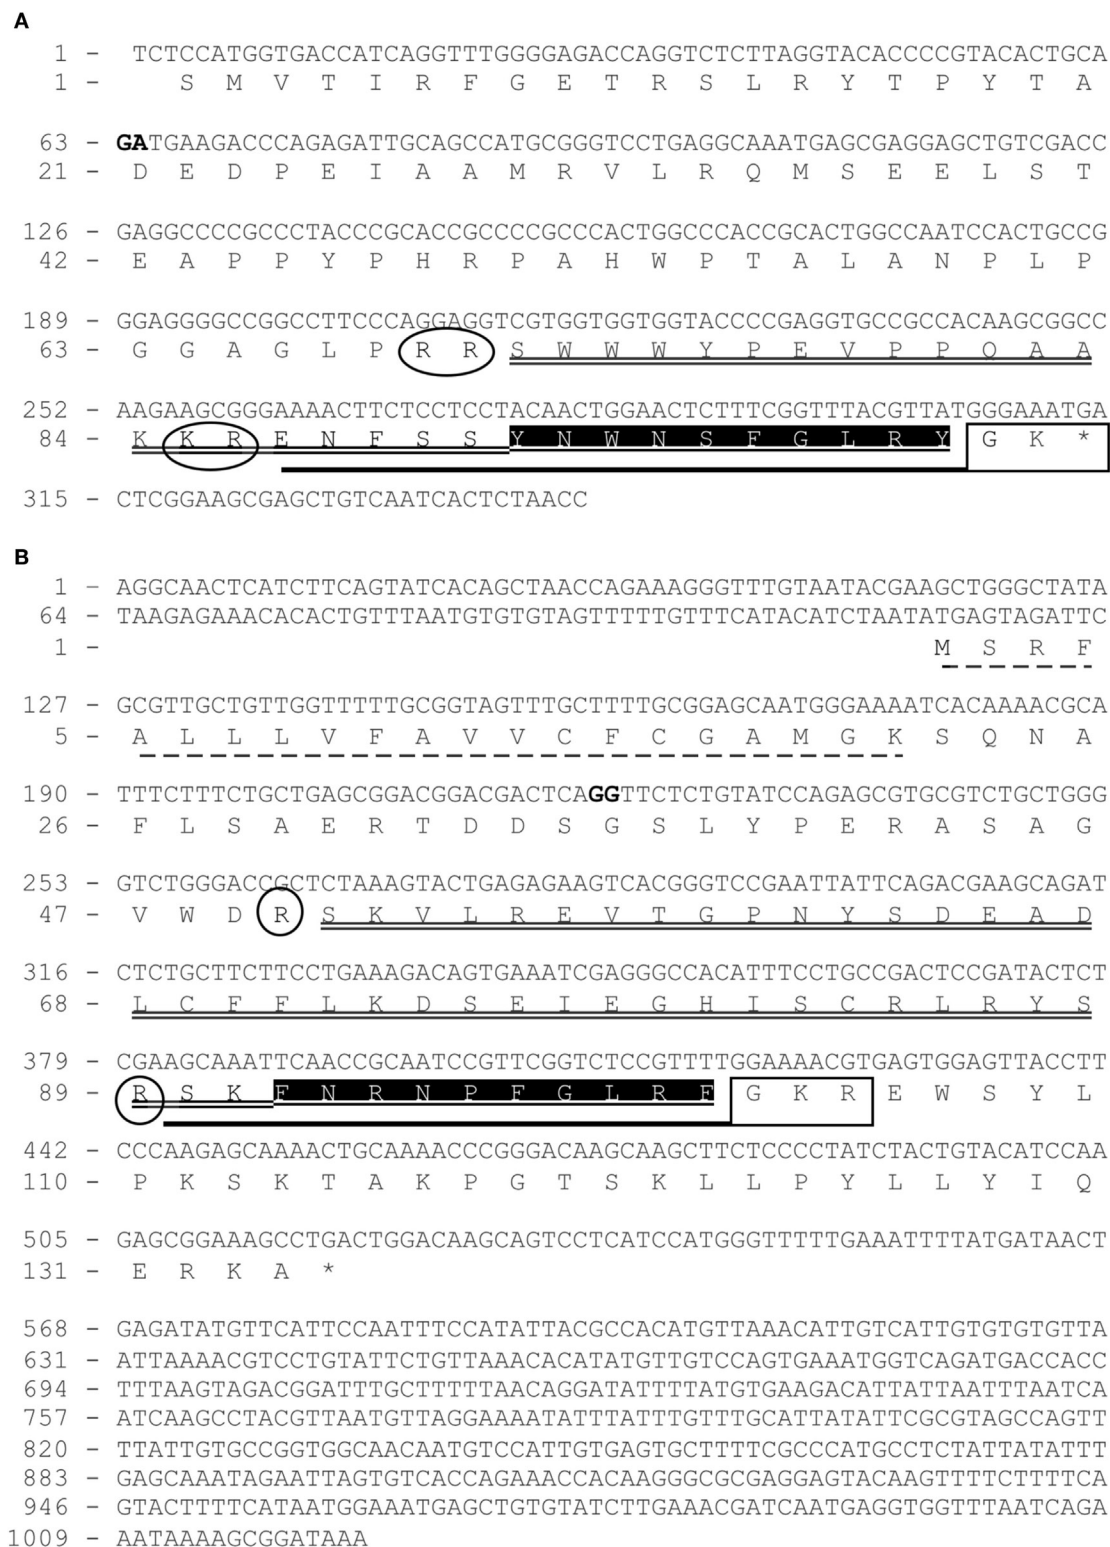 A
1 - TCTCCATGGTGACCATCAGGTTTGGGGAGACCAGGTCTCTTAGGTACACCCCGTACACTGCA
1 - S M V T I R F G E T R S L R Y T P Y T A
63 - GATGAAGACCCAGAGATTGCAGCCATGCGGGTCCTGAGGCAAATGAGCGAGGAGCTGTCGACC
21 - D E D P E I A A M R V L R Q M S E E L S T
126 - GAGGCCCCGCCCTACCCGCACCGCCCCGCCCACTGGCCCACCGCACTGGCCAATCCACTGCCG
42 - E A P P Y P H R P A H W P T A L A N P L P
189 - GGAGGGGCCGGCCTTCCCAGGAGGTCGTGGTGGTGGTACCCCGAGGTGCCGCCACAAGCGGCC
63 - G G A G L P R R S W W W Y P E V P P Q A A
252 - AAGAAGCGGGAAAACTTCTCCTCCTACAACTGGAACTCTTTCGGTTTACGTTATGGGAAATGA
84 - K K R E N F S S Y N W N S F G L R Y G K *
315 - CTCGGAAGCGAGCTGTCAATCACTCTAACC
B
1 - AGGCAACTCATCTTCAGTATCACAGCTAACCAGAAAGGGTTTGTAATACGAAGCTGGGCTATA
64 - TAAGAGAAACACACTGTTTAATGTGTGTAGTTTTTGTTTCATACATCTAATATGAGTAGATTC
1 - M S R F
127 - GCGTTGCTGTTGGTTTTTGCGGTAGTTTGCTTTTGCGGAGCAATGGGAAAATCACAAAACGCA
5 - A L L L V F A V V C F C G A M G K S Q N A
190 - TTTCTTTCTGCTGAGCGGACGGACGACTCAGGTTCTCTGTATCCAGAGCGTGCGTCTGCTGGG
26 - F L S A E R T D D S G S L Y P E R A S A G
253 - GTCTGGGACCGCTCTAAAGTACTGAGAGAAGTCACGGGTCCGAATTATTCAGACGAAGCAGAT
47 - V W D R S K V L R E V T G P N Y S D E A D
316 - CTCTGCTTCTTCCTGAAAGACAGTGAAATCGAGGGCCACATTTCCTGCCGACTCCGATACTCT
68 - L C F F L K D S E I E G H I S C R L R Y S
379 - CGAAGCAAATTCAACCGCAATCCGTTCGGTCTCCGTTTTGGAAAACGTGAGTGGAGTTACCTT
89 - R S K F N R N P F G L R F G K R E W S Y L
442 - CCCAAGAGCAAAACTGCAAAACCCGGGACAAGCAAGCTTCTCCCCTATCTACTGTACATCCAA
110 - P K S K T A K P G T S K L L P Y L L Y I Q
505 - GAGCGGAAAGCCTGACTGGACAAGCAGTCCTCATCCATGGGTTTTTGAAATTTTATGATAACT
131 - E R K A *
568 - GAGATATGTTCATTCCAATTTCCATATTACGCCACATGTTAAACATTGTCATTGTGTGTGTTA
631 - ATTAAAACGTCCTGTATTCTGTTAAACACATATGTTGTCCAGTGAAATGGTCAGATGACCACC
694 - TTTAAGTAGACGGATTTGCTTTTTAACAGGATATTTTATGTGAAGACATTATTAATTTAATCA
757 - ATCAAGCCTACGTTAATGTTAGGAAAATATTTATTTGTTTGCATTATATTCGCGTAGCCAGTT
820 - TTATTGTGCCGGTGGCAACAATGTCCATTGTGAGTGCTTTTCGCCCATGCCTCTATTATATTT
883 - GAGCAAATAGAATTAGTGTCACCAGAAACCACAAGGGCGCGAGGAGTACAAGTTTTCTTTTCA
946 - GTACTTTTCATAATGGAAATGAGCTGTGTATCTTGAAACGATCAATGAGGTGGTTTAATCAGA
1009 - AATAAAAGCGGATAAA